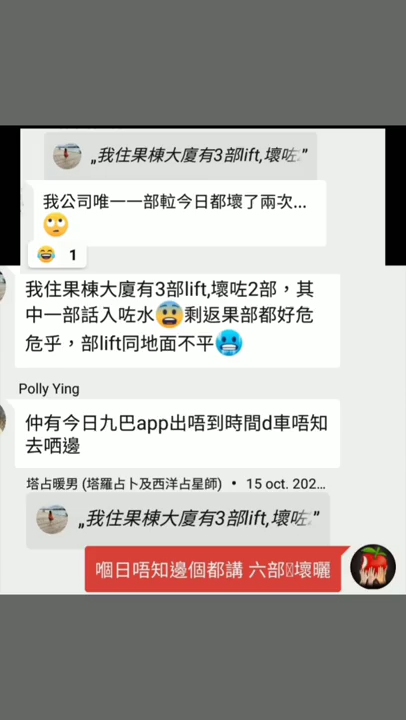 „我住果棟大廈有3部lift,壞咗."
我公司唯一一部𨋢今日都壞了兩次...
🙄
😂 1
我住果棟大廈有3部lift,壞咗2部，其
中一部話入咗水😨剩返果部都好危
危乎，部lift同地面不平🥶
Polly Ying
仲有今日九巴app出唔到時間d車唔知
去哂邊
塔占暖男 (塔羅占卜及西洋占星師) • 15 oct. 202...
„我住果棟大廈有3部lift,壞咗."
嗰日唔知邊個都講 六部壞曬